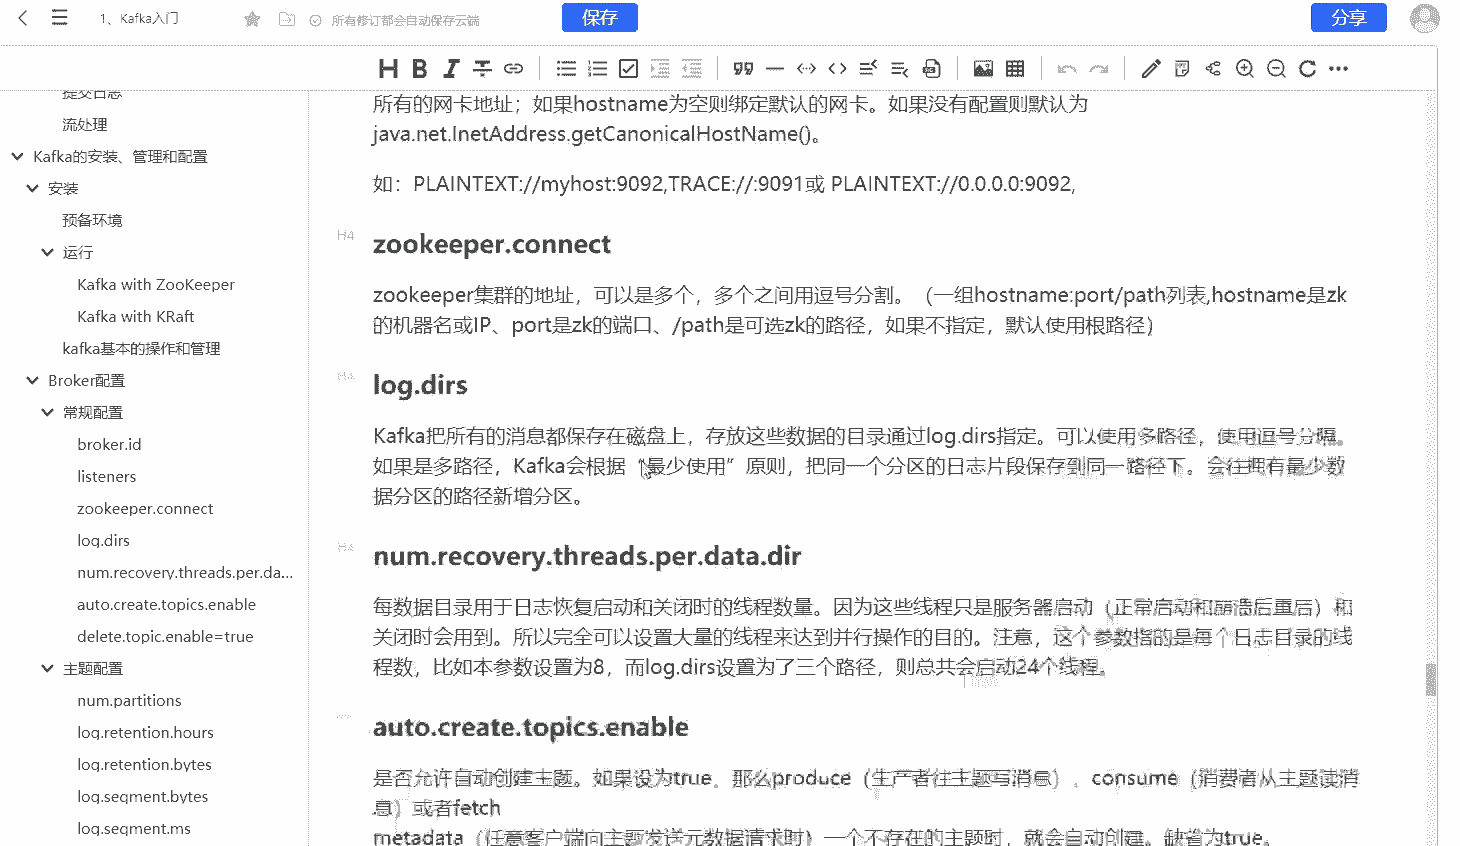 1、Kafka入门
所有修订都会自动保存云端
保存
分享
提交日志
流处理
Kafka的安装、管理和配置
安装
预备环境
运行
Kafka with ZooKeeper
Kafka with KRaft
kafka基本的操作和管理
Broker配置
常规配置
broker.id
listeners
zookeeper.connect
log.dirs
num.recovery.threads.per.da...
auto.create.topics.enable
delete.topic.enable=true
主题配置
num.partitions
log.retention.hours
log.retention.bytes
log.segment.bytes
log.segment.ms
所有的网卡地址；如果hostname为空则绑定默认的网卡。如果没有配置则默认为
java.net.InetAddress.getCanonicalHostName()。
如：PLAINTEXT://myhost:9092,TRACE://:9091或 PLAINTEXT://0.0.0.0:9092,
H4
zookeeper.connect
zookeeper集群的地址，可以是多个，多个之间用逗号分割。（一组hostname:port/path列表,hostname是zk
的机器名或IP、port是zk的端口、/path是可选zk的路径，如果不指定，默认使用根路径）
H4
log.dirs
Kafka把所有的消息都保存在磁盘上，存放这些数据的目录通过log.dirs指定。可以使用多路径，使用逗号分隔。
如果是多路径，Kafka会根据“最少使用”原则，把同一个分区的日志片段保存到同一路径下。会往拥有最少数
据分区的路径新增分区。
H4
num.recovery.threads.per.data.dir
每数据目录用于日志恢复启动和关闭时的线程数量。因为这些线程只是服务器启动（正常启动和崩溃后重启）和
关闭时会用到。所以完全可以设置大量的线程来达到并行操作的目的。注意，这个参数指的是每个日志目录的线
程数，比如本参数设置为8，而log.dirs设置为了三个路径，则总共会启动24个线程。
auto.create.topics.enable
是否允许自动创建主题。如果设为true，那么produce（生产者往主题写消息）、consume（消费者从主题读消
息）或者fetch
metadata（任意客户端向主题发送元数据请求时）一个不存在的主题时，就会自动创建。缺省为true。